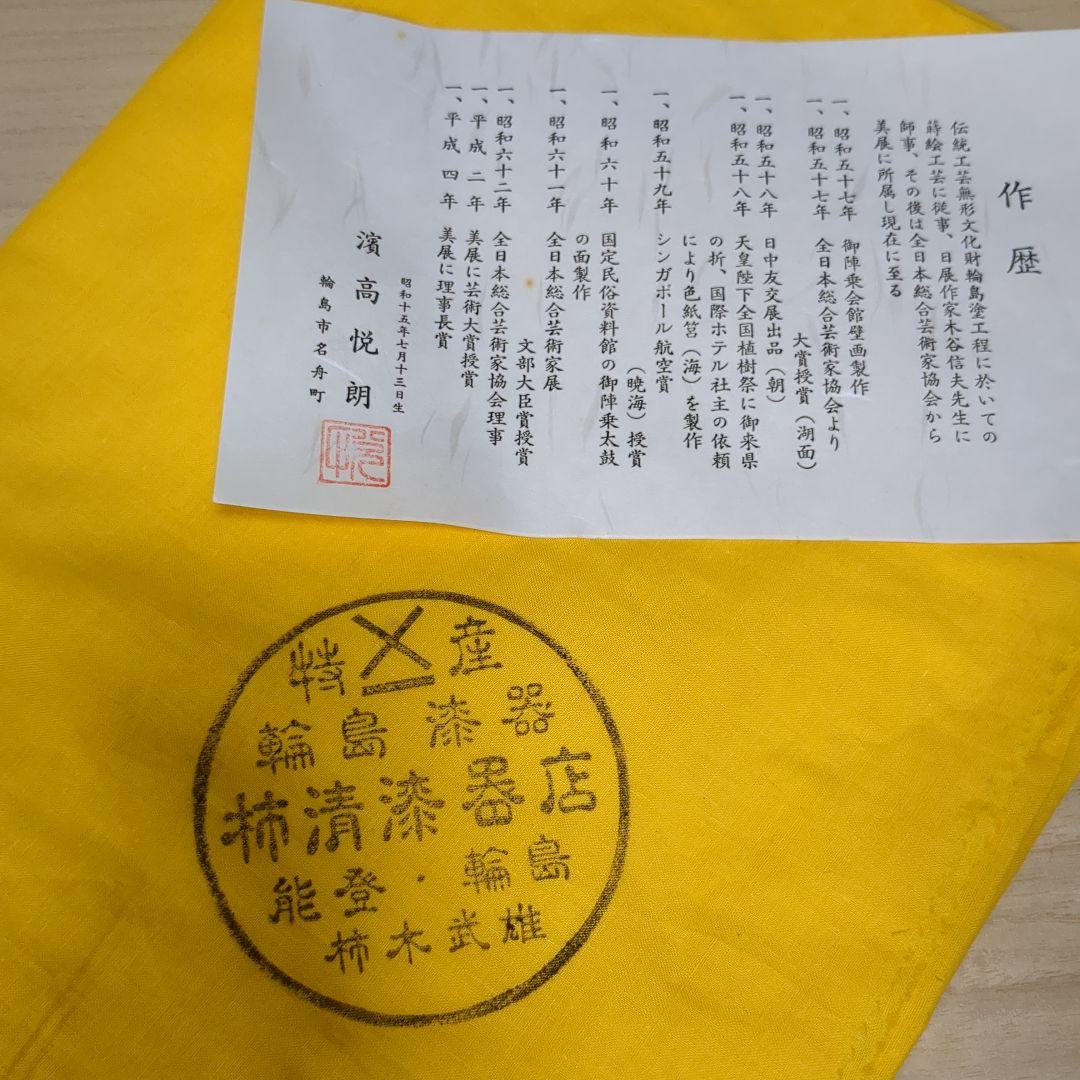 作歴
伝統工芸無形文化財輪島塗工程に於いての
蒔絵工芸に従事、日展作家木谷信夫先生に
師事、その後は全日本総合芸術家協会から
美展に所属し現在に至る
一、昭和五十七年　御陣乗会館壁画製作
一、昭和五十七年　全日本総合芸術家協会より
大賞授賞（湖面）
一、昭和五十八年　日中友交展出品（朝）
一、昭和五十八年　天皇陛下全国植樹祭に御来県
の折、国際ホテル社主の依頼
により色紙筥（海）を製作
一、昭和五十九年　シンガポール航空賞
（暁海）授賞
一、昭和六十年　国定民俗資料館の御陣乗太鼓
の面製作
一、昭和六十一年　全日本総合芸術家展
文部大臣賞授賞
一、昭和六十二年　全日本総合芸術家協会理事
一、平成二年　美展に芸術大賞授賞
一、平成四年　美展に理事長賞
昭和十五年七月十三日生
濱高悦朗
輪島市名舟町
特産
輪島漆器
柿清漆器店
能登・輪島
柿木武雄